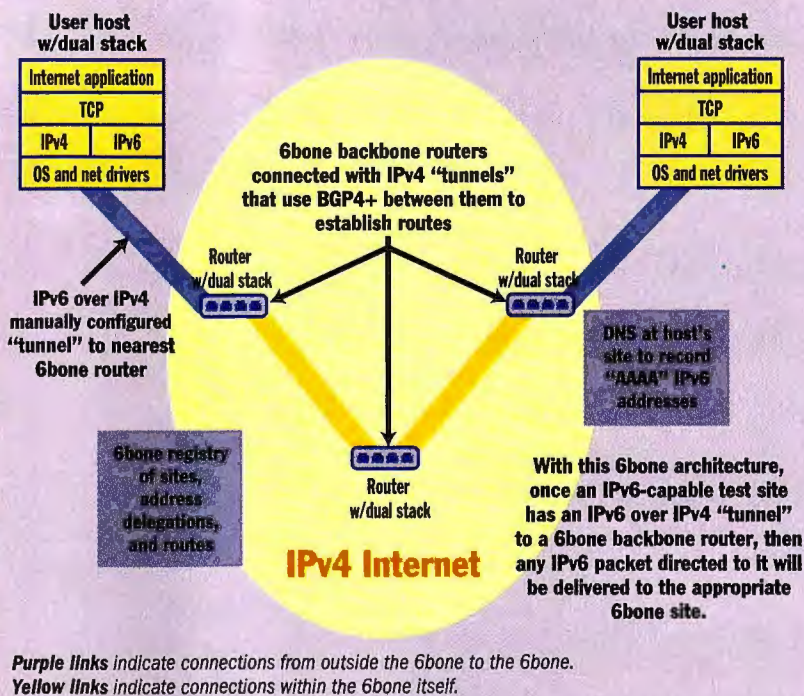 User host
w/dual stack
Internet application
TCP
IPv4 IPv6
OS and net drivers
User host
w/dual stack
Internet application
TCP
IPv4 IPv6
OS and net drivers
6bone backbone routers
connected with IPv4 “tunnels”
that use BGP4+ between them to
establish routes
Router
w/dual stack
Router
w/dual stack
IPv6 over IPv4
manually configured
“tunnel” to nearest
6bone router
DNS at host's
site to record
“AAAA” IPv6
addresses
6bone registry
of sites,
address
delegations,
and routes
Router
w/dual stack
IPv4 Internet
With this 6bone architecture,
once an IPv6-capable test site
has an IPv6 over IPv4 “tunnel”
to a 6bone backbone router, then
any IPv6 packet directed to it will
be delivered to the appropriate
6bone site.
Purple links indicate connections from outside the 6bone to the 6bone.
Yellow links indicate connections within the 6bone itself.